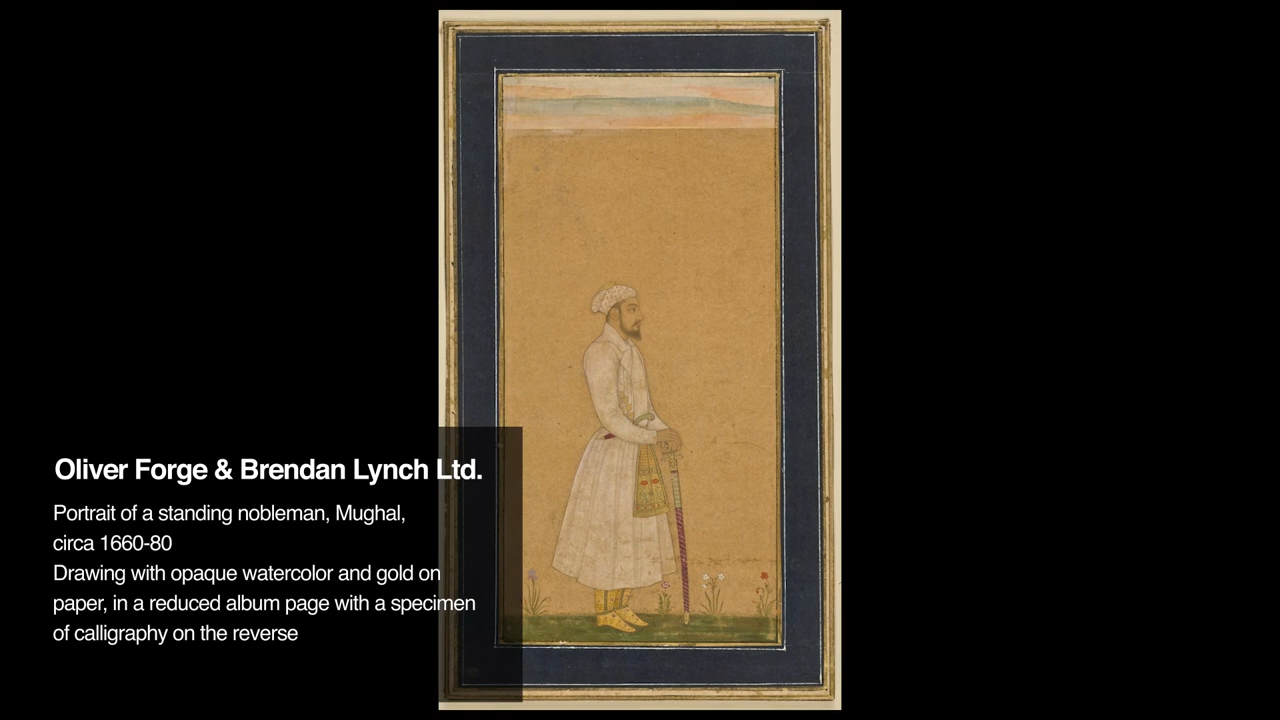 Oliver Forge & Brendan Lynch Ltd.
Portrait of a standing nobleman, Mughal,
circa 1660-80
Drawing with opaque watercolor and gold on
paper, in a reduced album page with a specimen
of calligraphy on the reverse